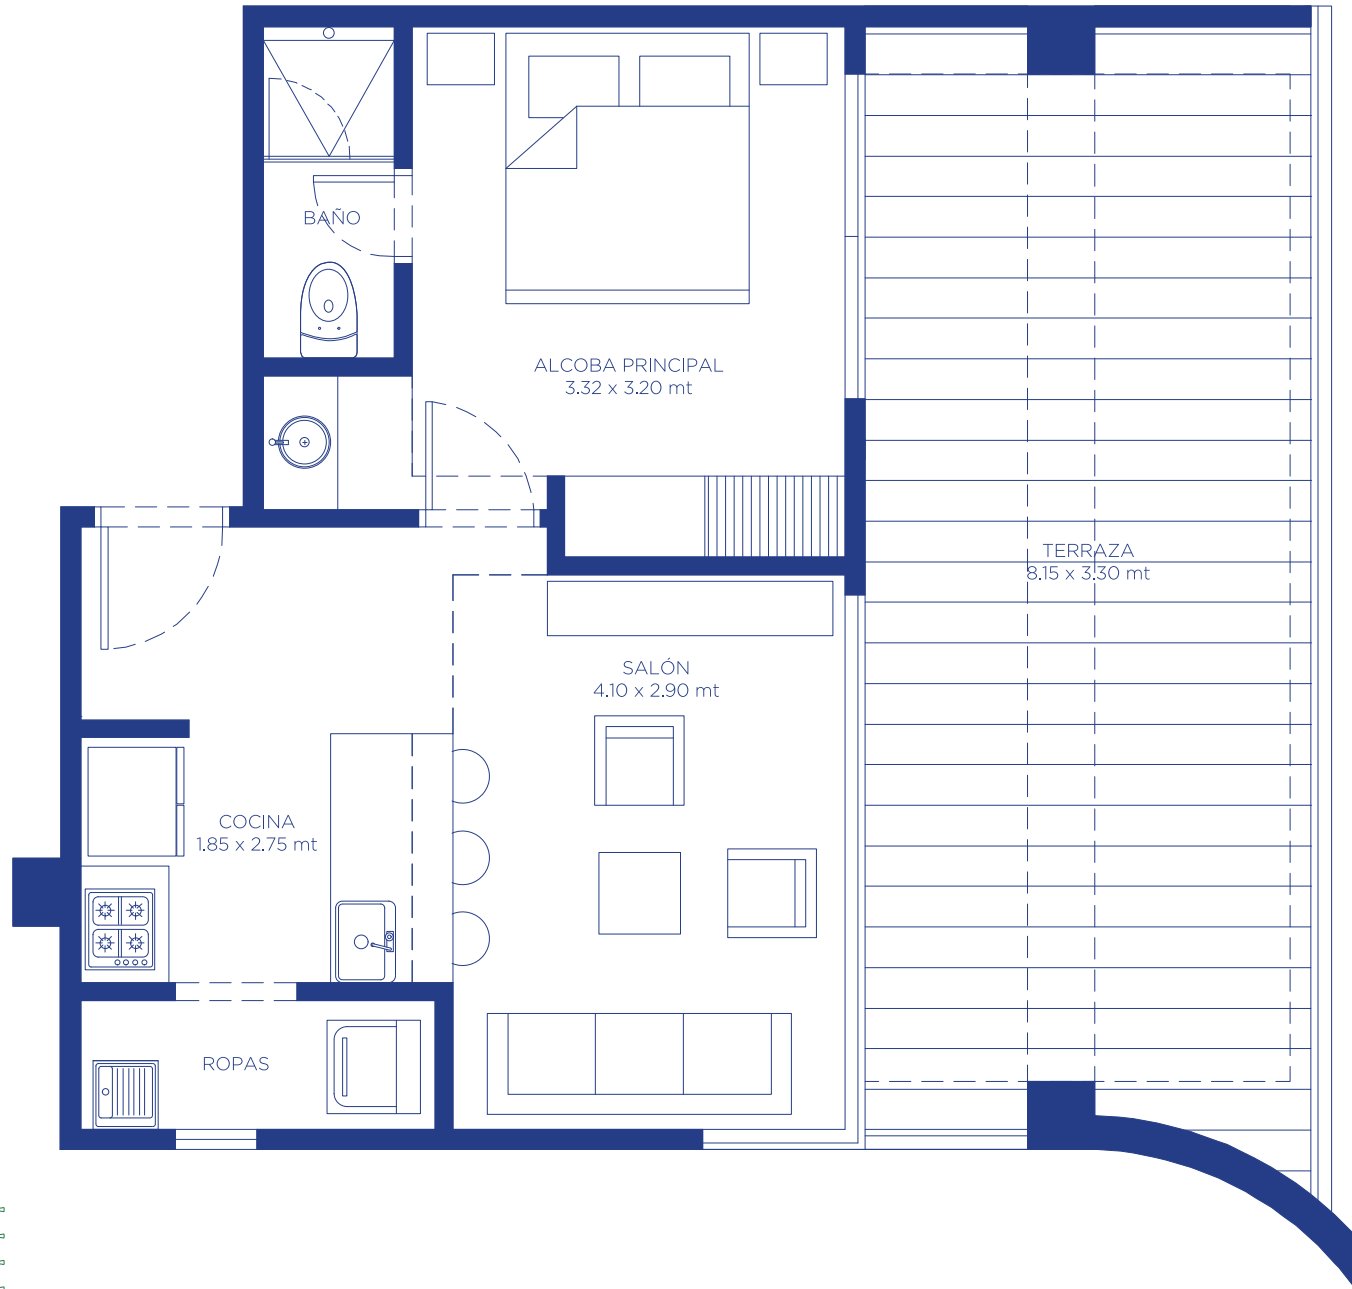 BAÑO
ALCOBA PRINCIPAL
3.32 x 3.20 mt
TERRAZA
8.15 x 3.30 mt
SALÓN
4.10 x 2.90 mt
COCINA
1.85 x 2.75 mt
ROPAS